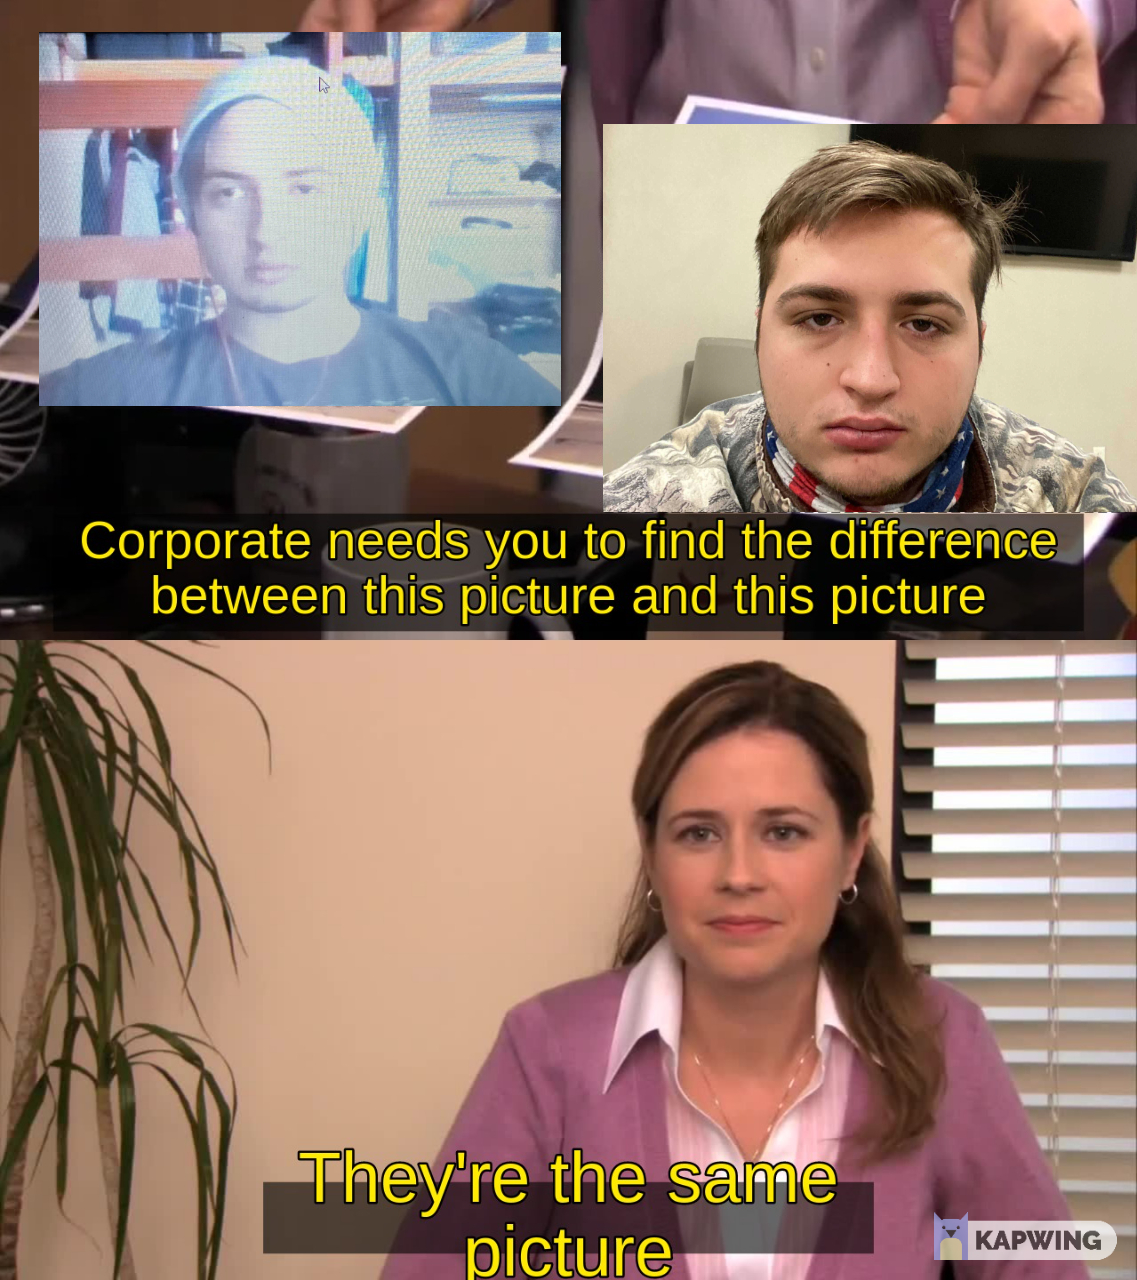 Corporate needs you to find the difference
between this picture and this picture
They're the same
picture
KAPWING